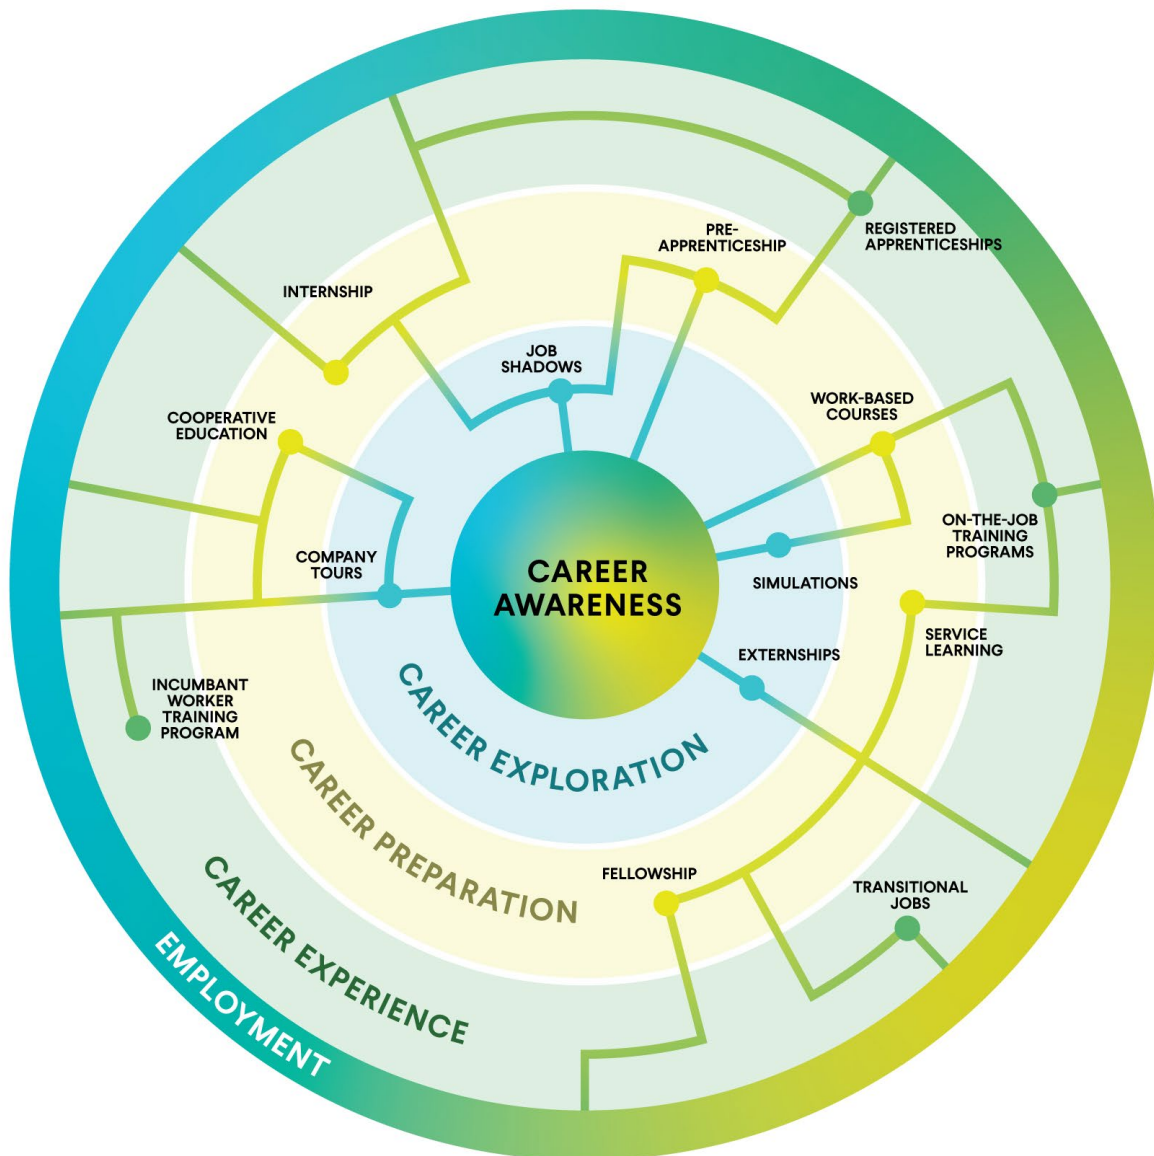 PRE-
APPRENTICESHIP
REGISTERED
APPRENTICESHIPS
INTERNSHIP
JOB
SHADOWS
COOPERATIVE
EDUCATION
WORK-BASED
COURSES
COMPANY
TOURS
CAREER
AWARENESS
ON-THE-JOB
TRAINING
PROGRAMS
SIMULATIONS
SERVICE
LEARNING
EXTERNSHIPS
INCUMBANT
WORKER
TRAINING
PROGRAM
CAREER EXPLORATION
CAREER PREPARATION
FELLOWSHIP
TRANSITIONAL
JOBS
CAREER EXPERIENCE
EMPLOYMENT